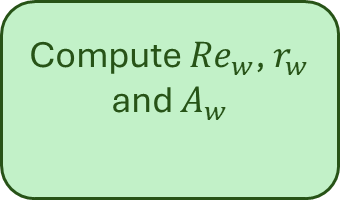 Compute Re_w, r_w
and A_w